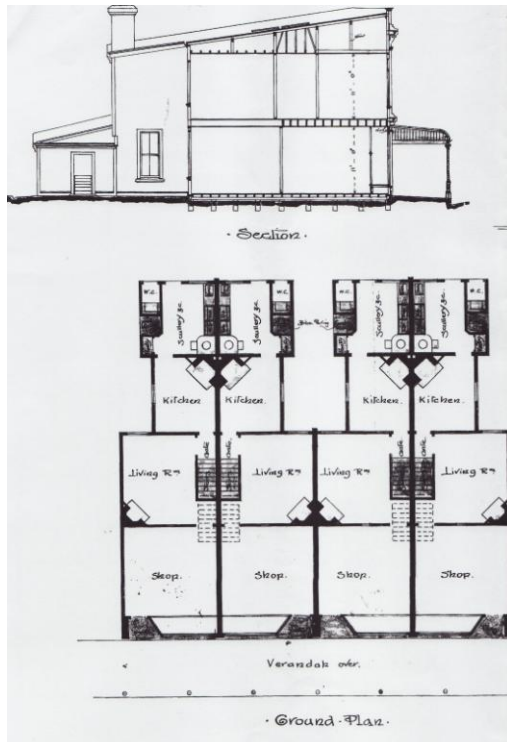 · Section ·
W.C. W.C. W.C. W.C.
Scullery &c. Scullery &c. Scullery &c. Scullery &c.
Kitchen. Kitchen. Kitchen. Kitchen.
Living Rm Living Rm Living Rm Living Rm
Shop. Shop. Shop. Shop.
Verandah over.
· Ground · Plan ·